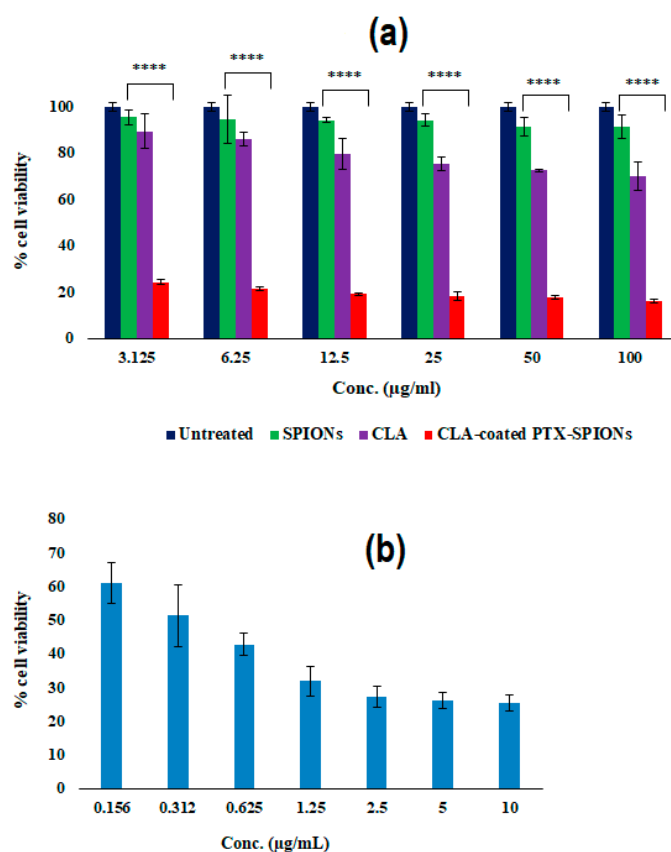 (a)
**** **** **** **** **** ****
% cell viability
100
80
60
40
20
0
3.125 6.25 12.5 25 50 100
Conc. (µg/ml)
Untreated SPIONs CLA CLA-coated PTX-SPIONs
(b)
% cell viability
80
70
60
50
40
30
20
10
0
0.156 0.312 0.625 1.25 2.5 5 10
Conc. (µg/mL)